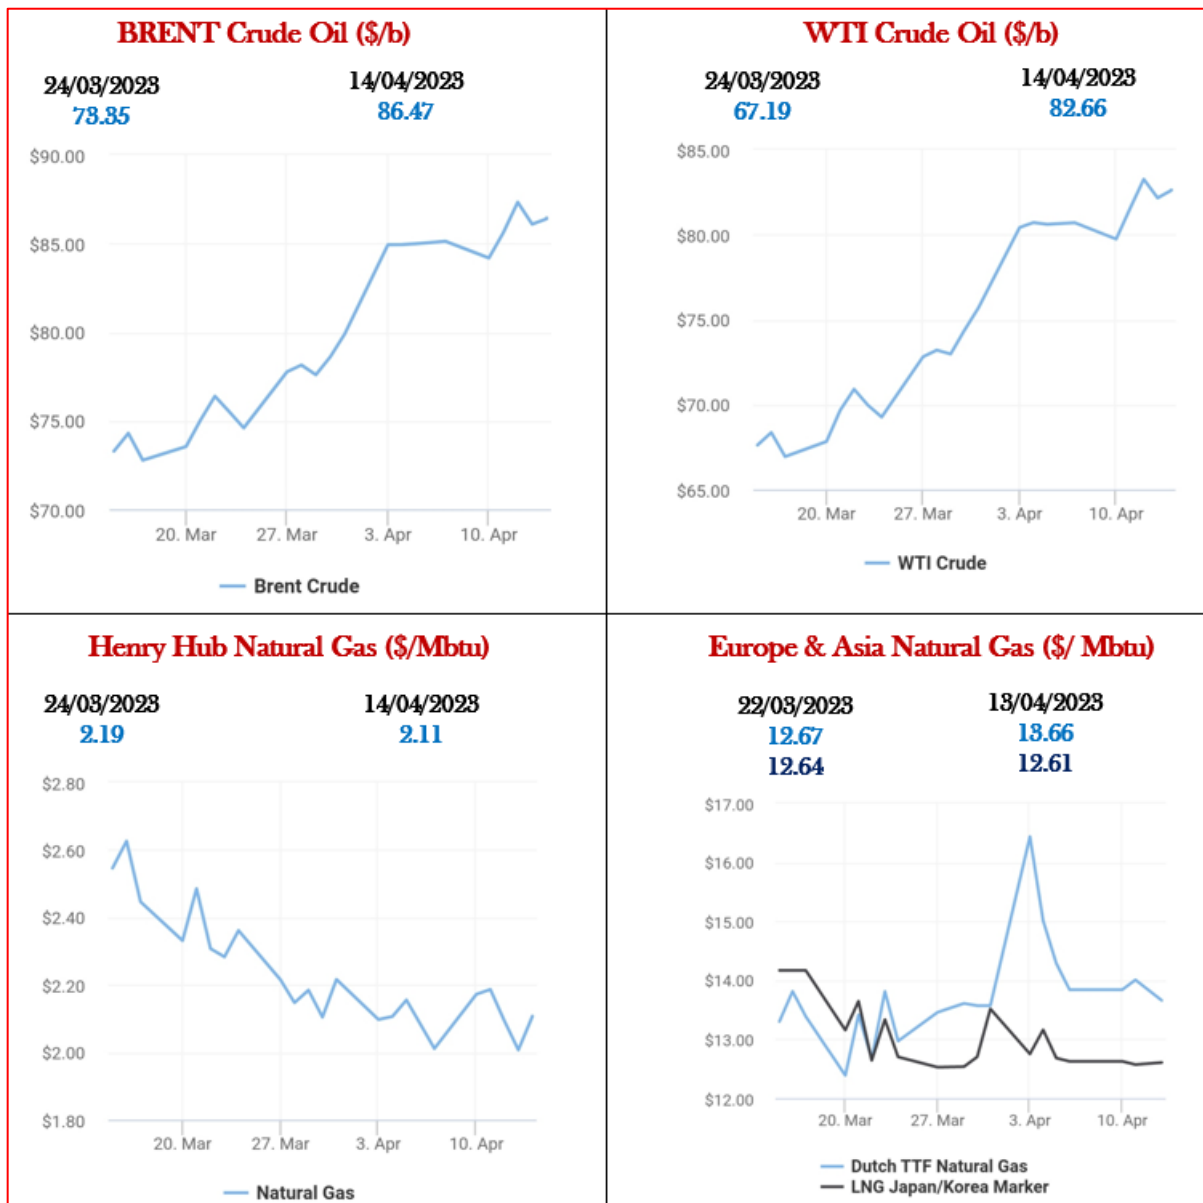 BRENT Crude Oil ($/b)
24/03/2023 14/04/2023
73.35 86.47
$90.00
$85.00
$80.00
$75.00
$70.00
20. Mar 27. Mar 3. Apr 10. Apr
Brent Crude
WTI Crude Oil ($/b)
24/03/2023 14/04/2023
67.19 82.66
$85.00
$80.00
$75.00
$70.00
$65.00
20. Mar 27. Mar 3. Apr 10. Apr
WTI Crude
Henry Hub Natural Gas ($/Mbtu)
24/03/2023 14/04/2023
2.19 2.11
$2.80
$2.60
$2.40
$2.20
$2.00
$1.80
20. Mar 27. Mar 3. Apr 10. Apr
Natural Gas
Europe & Asia Natural Gas ($/ Mbtu)
22/03/2023 13/04/2023
12.67 13.66
12.64 12.61
$17.00
$16.00
$15.00
$14.00
$13.00
$12.00
20. Mar 27. Mar 3. Apr 10. Apr
Dutch TTF Natural Gas
LNG Japan/Korea Marker